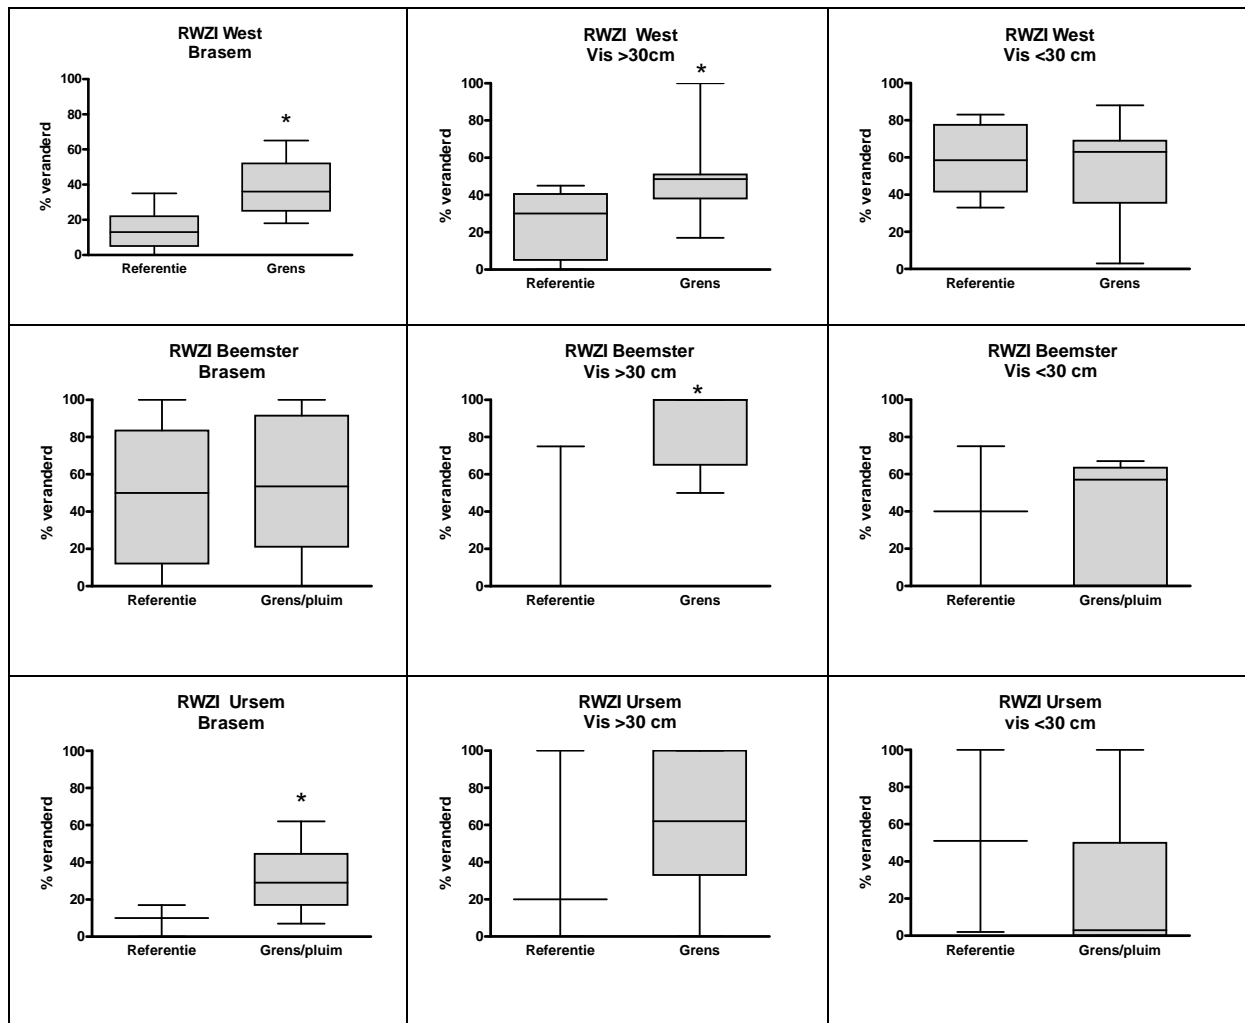 RWZI West
Brasem
% veranderd
100
80
60
40
20
0
*
Referentie
Grens
RWZI West
Vis >30cm
% veranderd
100
80
60
40
20
0
*
Referentie
Grens
RWZI West
Vis <30 cm
% veranderd
100
80
60
40
20
0
Referentie
Grens
RWZI Beemster
Brasem
% veranderd
100
80
60
40
20
0
Referentie
Grens/pluim
RWZI Beemster
Vis >30 cm
% veranderd
100
80
60
40
20
0
*
Referentie
Grens
RWZI Beemster
Vis <30 cm
% veranderd
100
80
60
40
20
0
Referentie
Grens/pluim
RWZI Ursem
Brasem
% veranderd
100
80
60
40
20
0
*
Referentie
Grens/pluim
RWZI Ursem
Vis >30 cm
% veranderd
100
80
60
40
20
0
Referentie
Grens
RWZI Ursem
vis <30 cm
% veranderd
100
80
60
40
20
0
Referentie
Grens/pluim